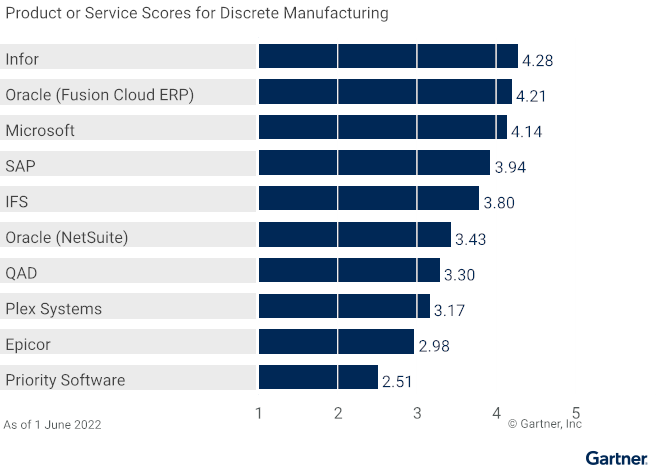 Product or Service Scores for Discrete Manufacturing
Infor 4.28
Oracle (Fusion Cloud ERP) 4.21
Microsoft 4.14
SAP 3.94
IFS 3.80
Oracle (NetSuite) 3.43
QAD 3.30
Plex Systems 3.17
Epicor 2.98
Priority Software 2.51
1 2 3 4 5
As of 1 June 2022 © Gartner, Inc
Gartner